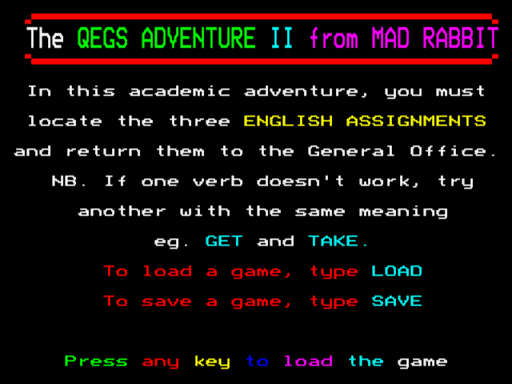 The QEGS ADVENTURE II from MAD RABBIT
In this academic adventure, you must
locate the three ENGLISH ASSIGNMENTS
and return them to the General Office.
NB. If one verb doesn't work, try
another with the same meaning
eg. GET and TAKE.
To load a game, type LOAD
To save a game, type SAVE
Press any key to load the game